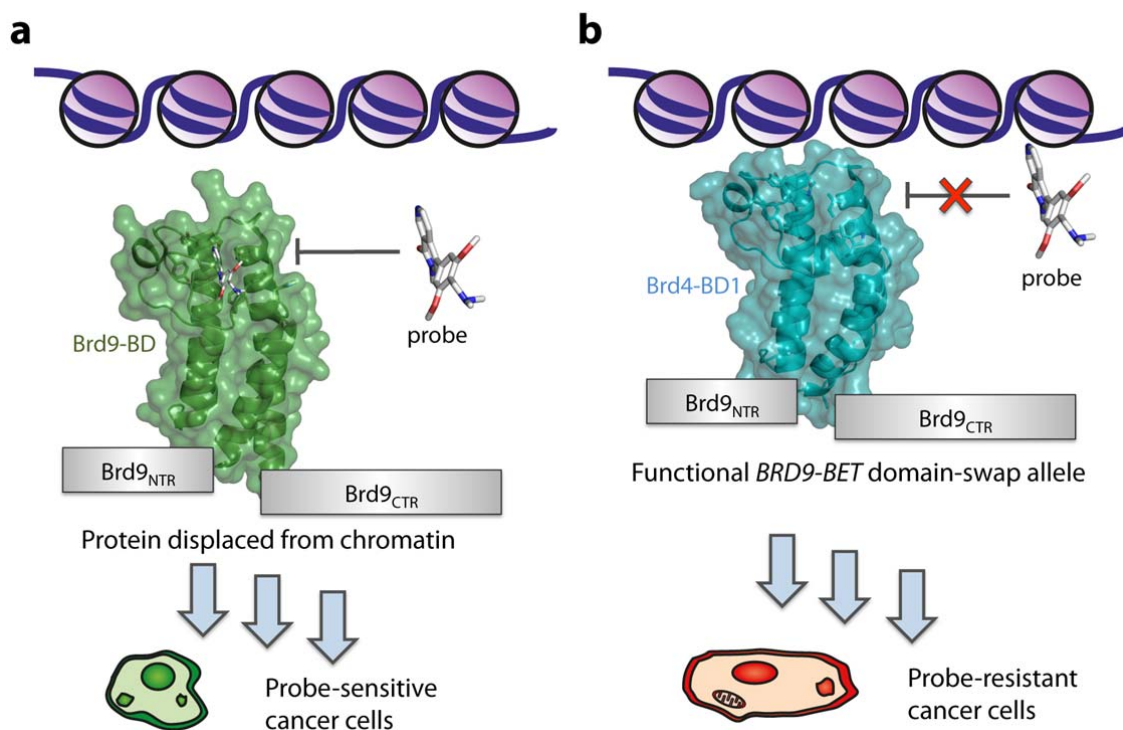 a
Brd9-BD
probe
Brd9NTR
Brd9CTR
Protein displaced from chromatin
Probe-sensitive
cancer cells
b
Brd4-BD1
probe
Brd9NTR
Brd9CTR
Functional BRD9-BET domain-swap allele
Probe-resistant
cancer cells